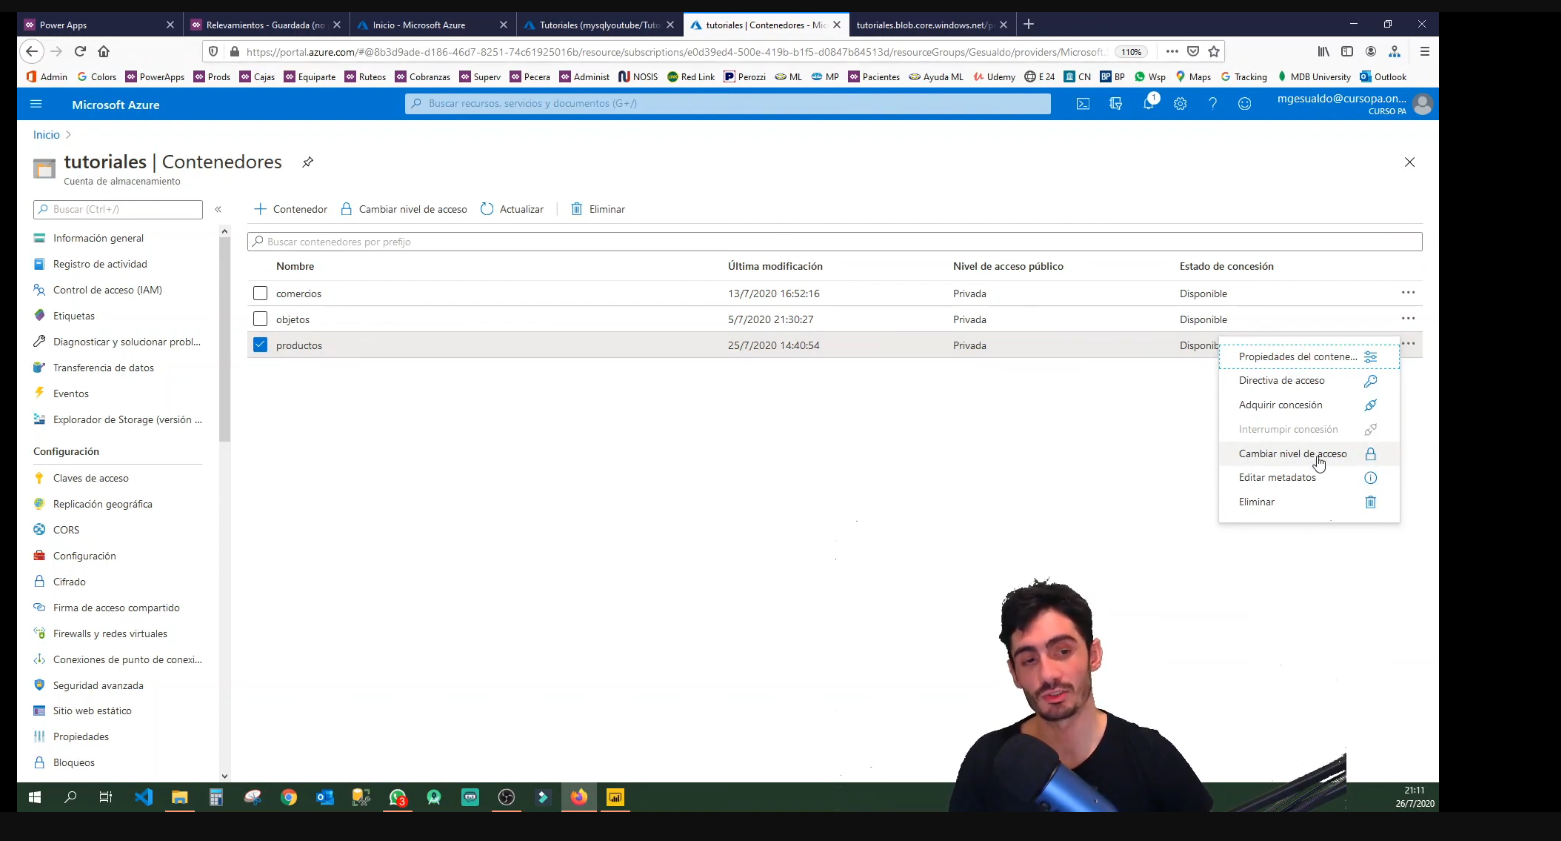 Power Apps
Relevamientos - Guardada (no
Inicio - Microsoft Azure
Tutoriales (mysqlyoutube/Tuto
tutoriales | Contenedores - Mic
tutoriales.blob.core.windows.net/p
https://portal.azure.com/#@8b3d9ade-d186-46d7-8251-74c61925016b/resource/subscriptions/e0d39ed4-500e-419b-b1f5-d0847b84513d/resourceGroups/Gesualdo/providers/Microsoft.
110%
Admin
Colors
PowerApps
Prods
Cajas
Equiparte
Ruteos
Cobranzas
Superv
Pecera
Administ
NOSIS
Red Link
Perozzi
ML
MP
Pacientes
Ayuda ML
Udemy
E 24
CN
BP BP
Wsp
Maps
Tracking
MDB University
Outlook
Microsoft Azure
Buscar recursos, servicios y documentos (G+/)
1
mgesualdo@cursopa.on...
CURSO PA
Inicio >
tutoriales | Contenedores
Cuenta de almacenamiento
Buscar (Ctrl+/)
«
Información general
Registro de actividad
Control de acceso (IAM)
Etiquetas
Diagnosticar y solucionar probl...
Transferencia de datos
Eventos
Explorador de Storage (versión ...
Configuración
Claves de acceso
Replicación geográfica
CORS
Configuración
Cifrado
Firma de acceso compartido
Firewalls y redes virtuales
Conexiones de punto de conexi...
Seguridad avanzada
Sitio web estático
Propiedades
Bloqueos
+ Contenedor
Cambiar nivel de acceso
Actualizar
Eliminar
Buscar contenedores por prefijo
Nombre Última modificación Nivel de acceso público Estado de concesión
comercios 13/7/2020 16:52:16 Privada Disponible
objetos 5/7/2020 21:30:27 Privada Disponible
productos 25/7/2020 14:40:54 Privada Disponib
Propiedades del contene...
Directiva de acceso
Adquirir concesión
Interrumpir concesión
Cambiar nivel de acceso
Editar metadatos
Eliminar
3
21:11
26/7/2020